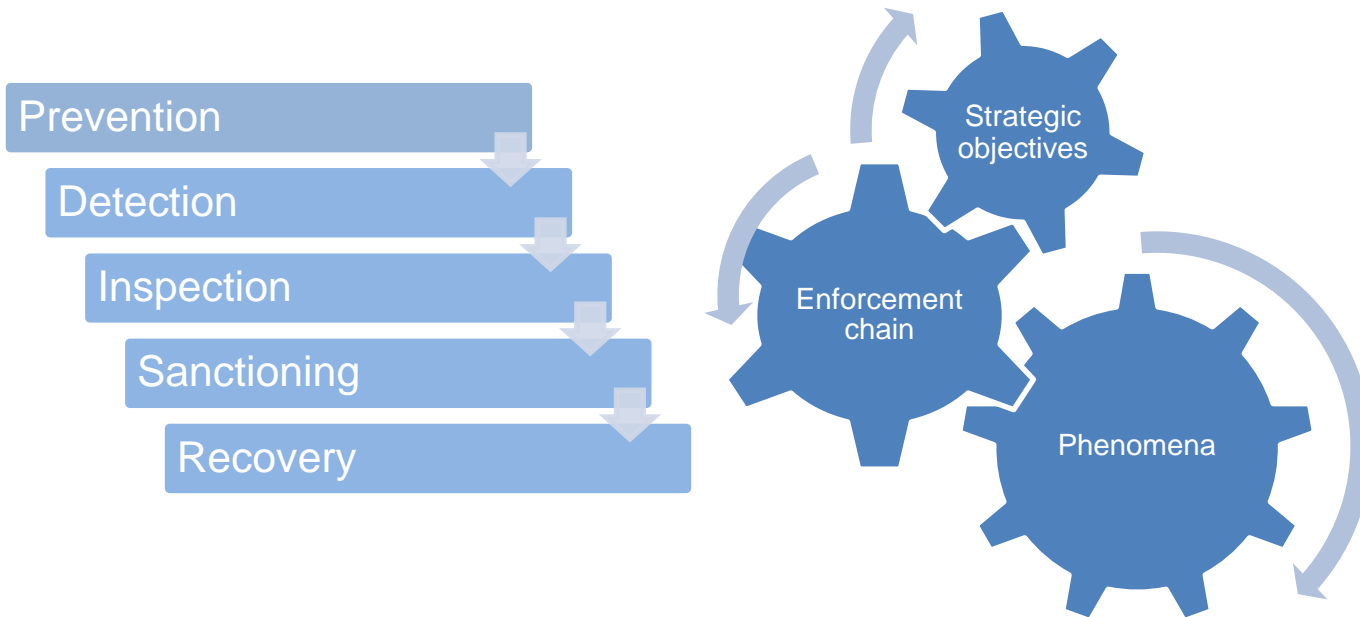 Prevention
Detection
Inspection
Sanctioning
Recovery
Strategic
objectives
Enforcement
chain
Phenomena